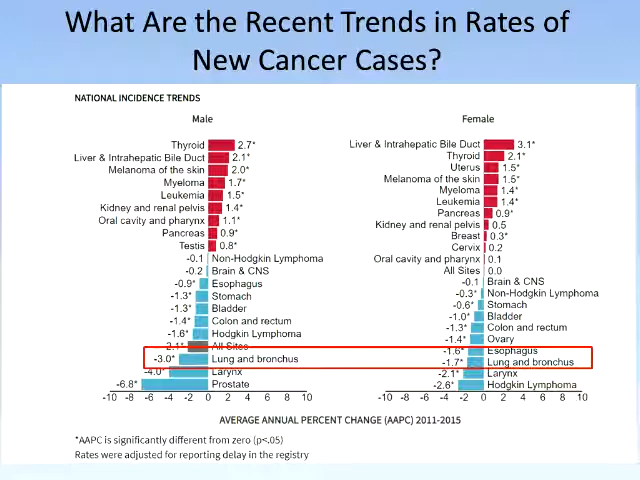 What Are the Recent Trends in Rates of
New Cancer Cases?
NATIONAL INCIDENCE TRENDS
Male
Thyroid 2.7*
Liver & Intrahepatic Bile Duct 2.1*
Melanoma of the skin 2.0*
Myeloma 1.7*
Leukemia 1.5*
Kidney and renal pelvis 1.4*
Oral cavity and pharynx 1.1*
Pancreas 0.9*
Testis 0.8*
-0.1 Non-Hodgkin Lymphoma
-0.2 Brain & CNS
-0.9* Esophagus
-1.3* Stomach
-1.3* Bladder
-1.4* Colon and rectum
-1.6* Hodgkin Lymphoma
-2.1* All Sites
-3.0* Lung and bronchus
-4.0* Larynx
-6.8* Prostate
-10 -8 -6 -4 -2 0 2 4 6 8 10
Female
Liver & Intrahepatic Bile Duct 3.1*
Thyroid 2.1*
Uterus 1.5*
Melanoma of the skin 1.5*
Myeloma 1.4*
Leukemia 1.4*
Pancreas 0.9*
Kidney and renal pelvis 0.5
Breast 0.3*
Cervix 0.2
Oral cavity and pharynx 0.1
All Sites 0.0
-0.1 Brain & CNS
-0.3* Non-Hodgkin Lymphoma
-0.6* Stomach
-1.0* Bladder
-1.3* Colon and rectum
-1.4* Ovary
-1.6* Esophagus
-1.7* Lung and bronchus
-2.1* Larynx
-2.6* Hodgkin Lymphoma
-10 -8 -6 -4 -2 0 2 4 6 8 10
AVERAGE ANNUAL PERCENT CHANGE (AAPC) 2011-2015
*AAPC is significantly different from zero (p<.05)
Rates were adjusted for reporting delay in the registry